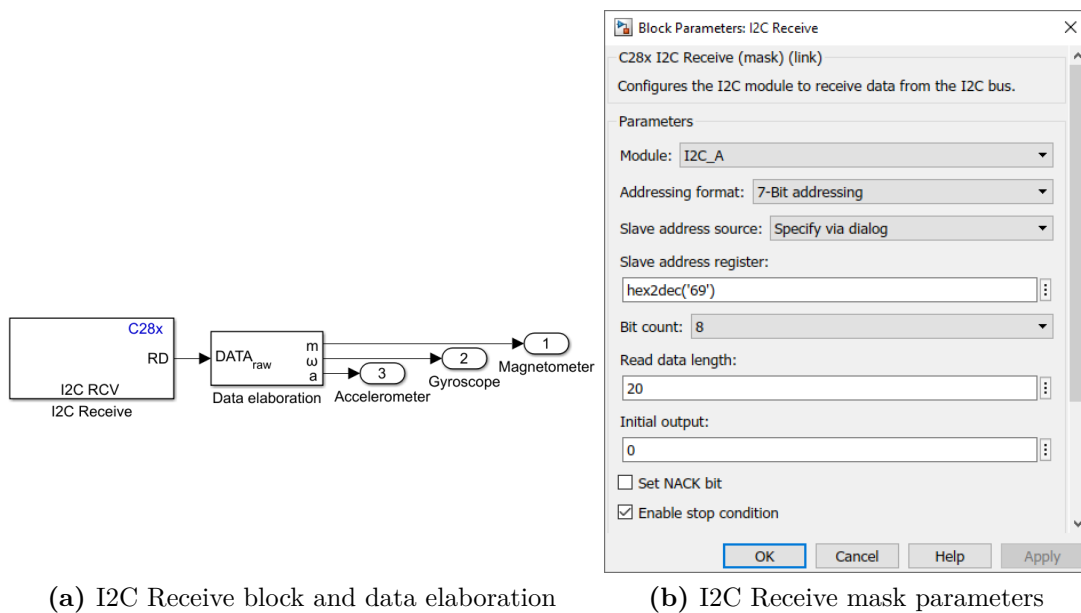 C28x
RD
I2C RCV
I2C Receive
DATA raw
m
ω
a
Data elaboration
1
Magnetometer
2
Gyroscope
3
Accelerometer
(a) I2C Receive block and data elaboration
Block Parameters: I2C Receive
C28x I2C Receive (mask) (link)
Configures the I2C module to receive data from the I2C bus.
Parameters
Module: I2C_A
Addressing format: 7-Bit addressing
Slave address source: Specify via dialog
Slave address register:
hex2dec('69')
Bit count: 8
Read data length:
20
Initial output:
0
Set NACK bit
Enable stop condition
OK Cancel Help Apply
(b) I2C Receive mask parameters